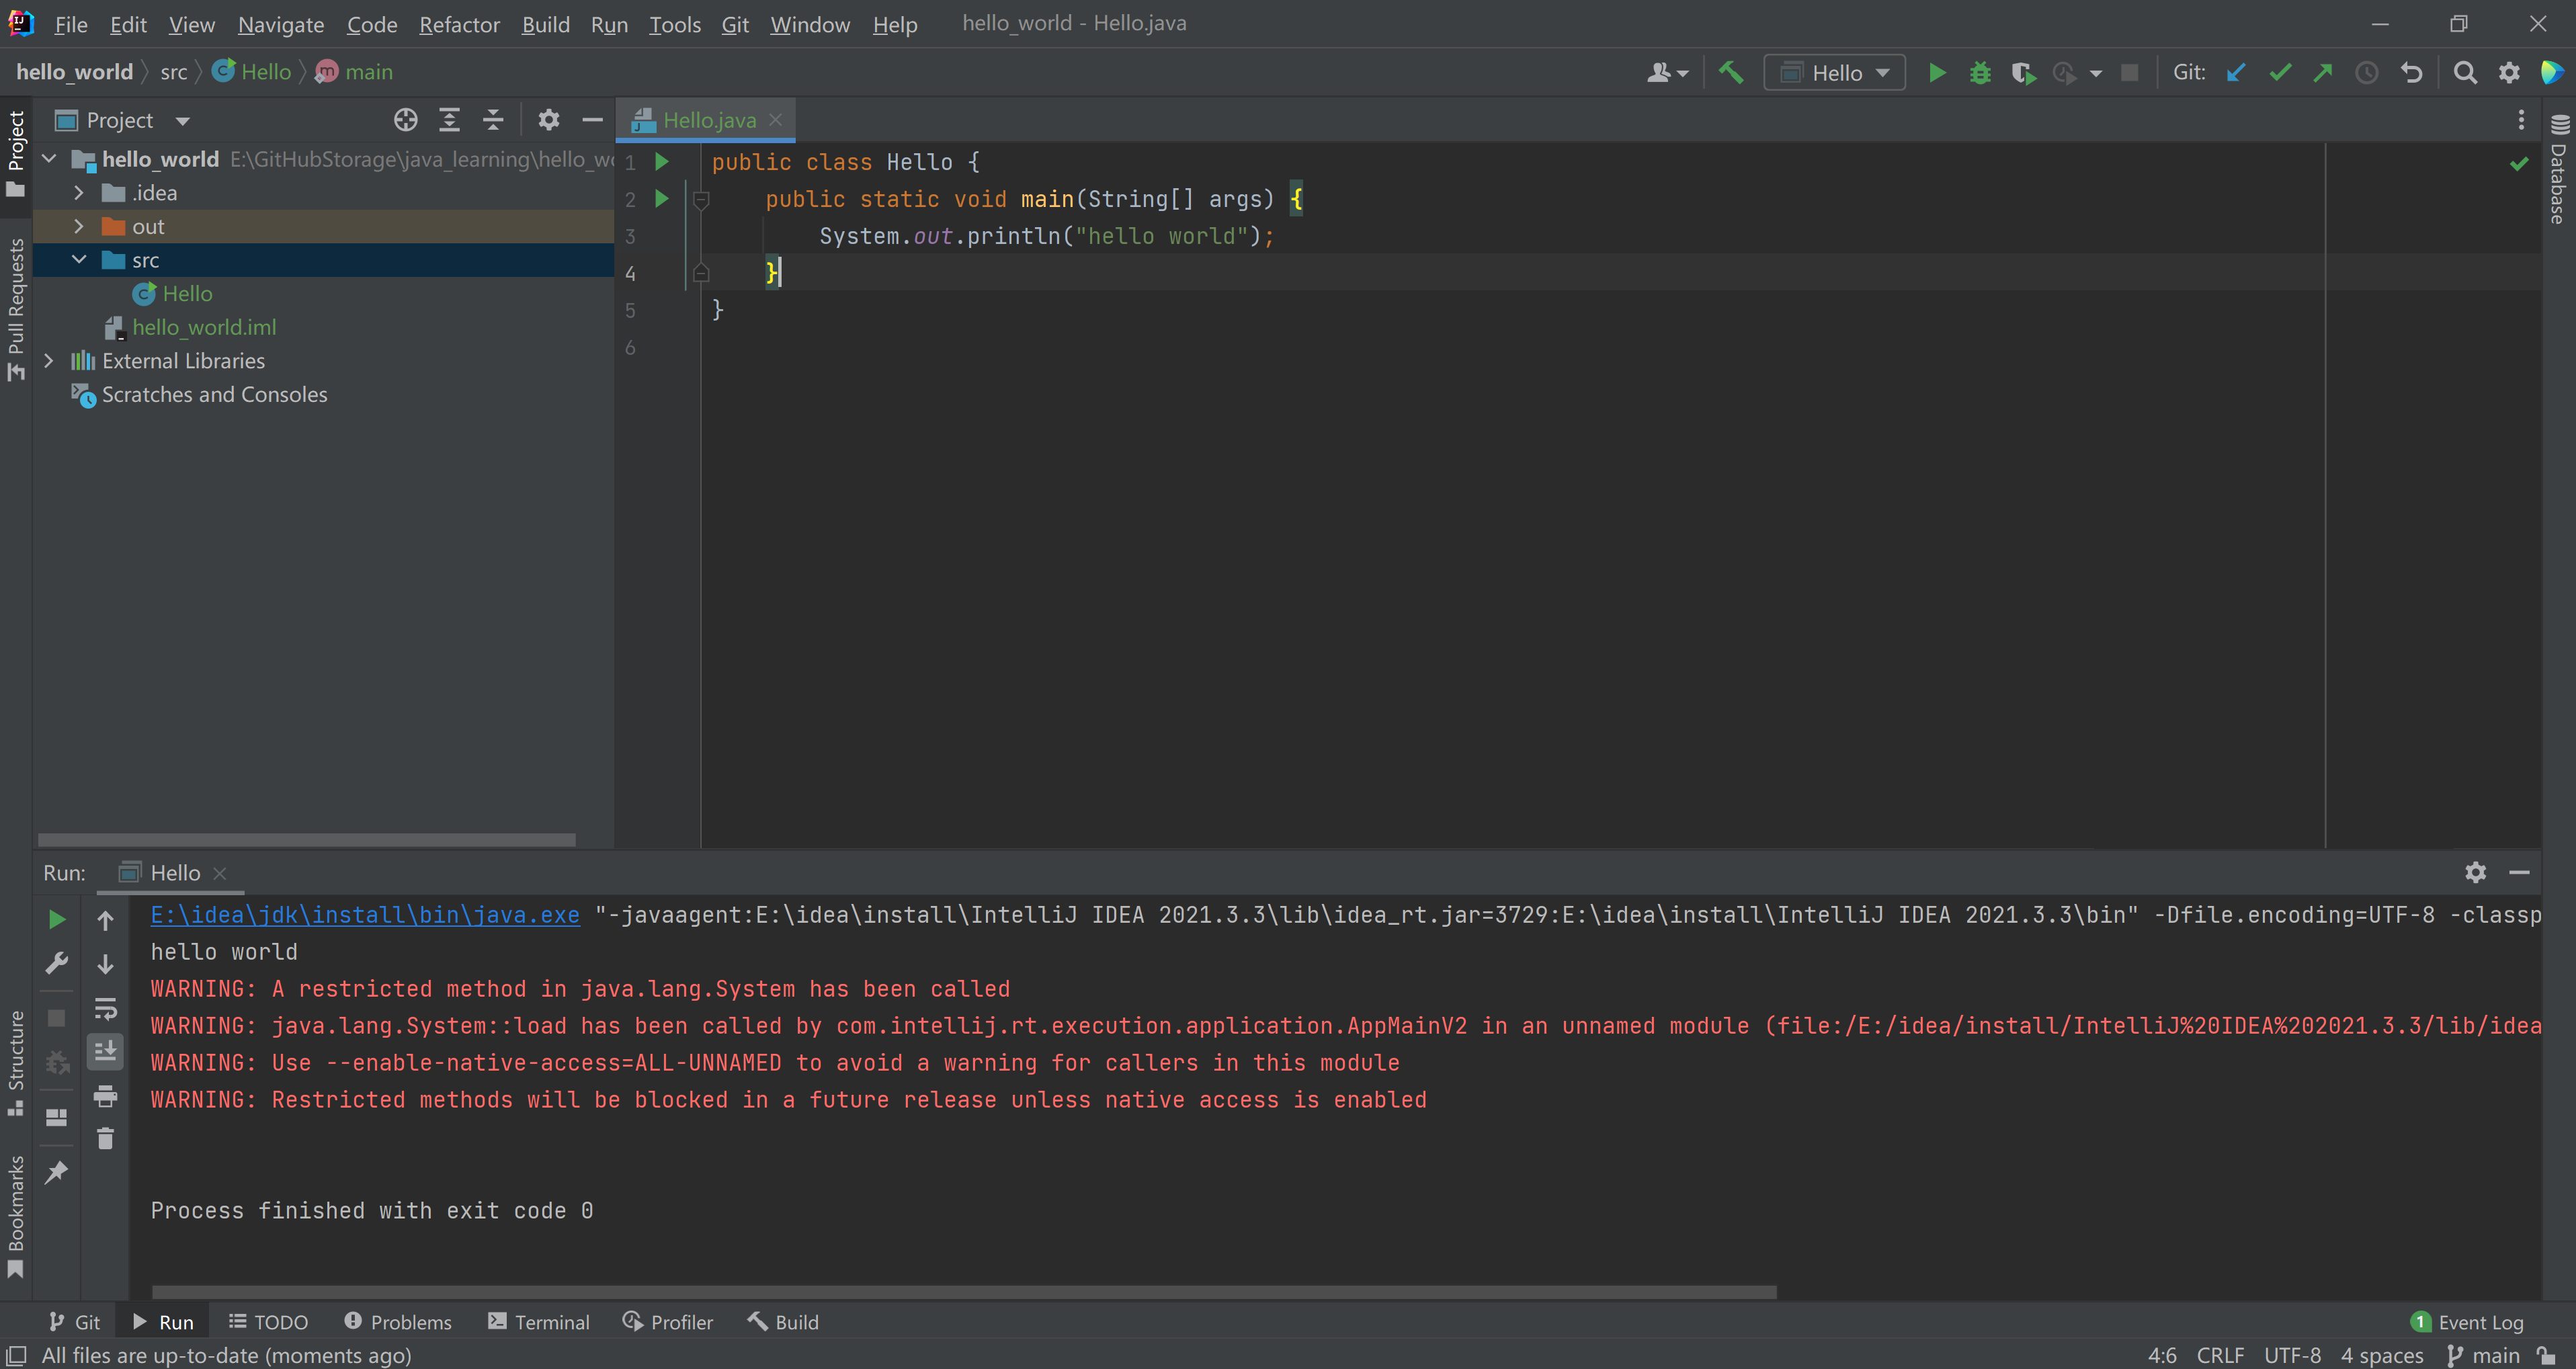 File Edit View Navigate Code Refactor Build Run Tools Git Window Help hello_world - Hello.java
hello_world src Hello main
Hello Git:
Project
Hello.java
Project
Pull Requests
Structure
Bookmarks
Database
hello_world E:\GitHubStorage\java_learning\hello_wo
.idea
out
src
Hello
hello_world.iml
External Libraries
Scratches and Consoles
1 public class Hello {
2 public static void main(String[] args) {
3 System.out.println("hello world");
4 }
5 }
6
Run: Hello
E:\idea\jdk\install\bin\java.exe "-javaagent:E:\idea\install\IntelliJ IDEA 2021.3.3\lib\idea_rt.jar=3729:E:\idea\install\IntelliJ IDEA 2021.3.3\bin" -Dfile.encoding=UTF-8 -classp
hello world
WARNING: A restricted method in java.lang.System has been called
WARNING: java.lang.System::load has been called by com.intellij.rt.execution.application.AppMainV2 in an unnamed module (file:/E:/idea/install/IntelliJ%20IDEA%202021.3.3/lib/idea
WARNING: Use --enable-native-access=ALL-UNNAMED to avoid a warning for callers in this module
WARNING: Restricted methods will be blocked in a future release unless native access is enabled
Process finished with exit code 0
Git Run TODO Problems Terminal Profiler Build 1 Event Log
All files are up-to-date (moments ago) 4:6 CRLF UTF-8 4 spaces main